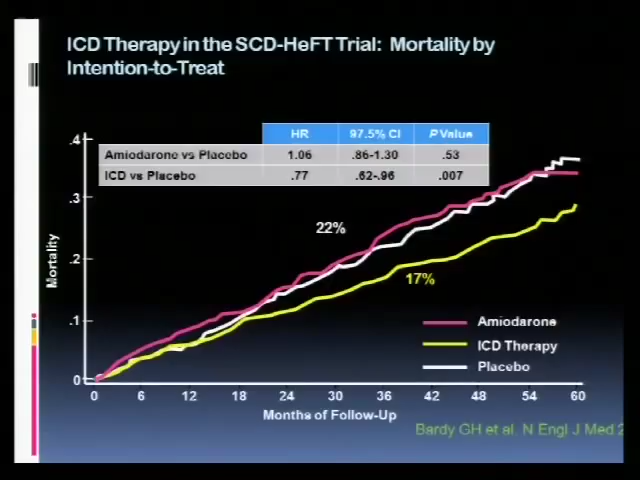 ICD Therapy in the SCD-HeFT Trial: Mortality by
Intention-to-Treat
HR 97.5% CI P Value
Amiodarone vs Placebo 1.06 .86-1.30 .53
ICD vs Placebo .77 .62-.96 .007
.4
.3
.2
.1
0
Mortality
22%
17%
Amiodarone
ICD Therapy
Placebo
0 6 12 18 24 30 36 42 48 54 60
Months of Follow-Up
Bardy GH et al. N Engl J Med 2